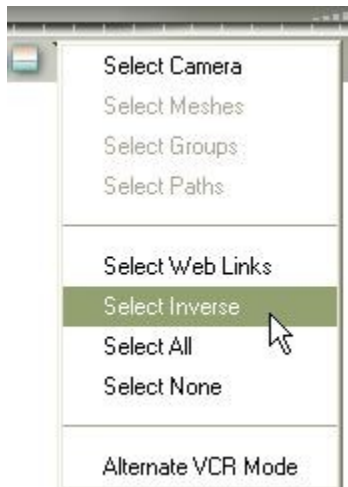 Select Camera
Select Meshes
Select Groups
Select Paths
Select Web Links
Select Inverse
Select All
Select None
Alternate VCR Mode